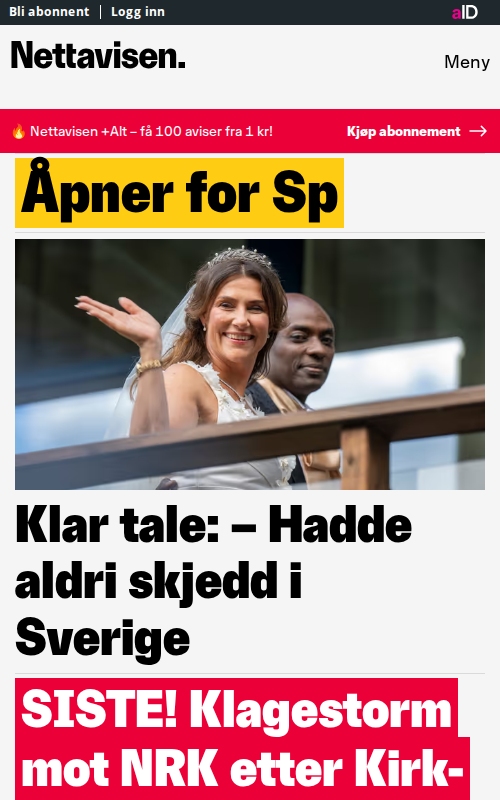 Bli abonnent | Logg inn
aID
Nettavisen.
Meny
🔥 Nettavisen +Alt – få 100 aviser fra 1 kr!
Kjøp abonnement →
Åpner for Sp
Klar tale: – Hadde
aldri skjedd i
Sverige
SISTE! Klagestorm
mot NRK etter Kirk-